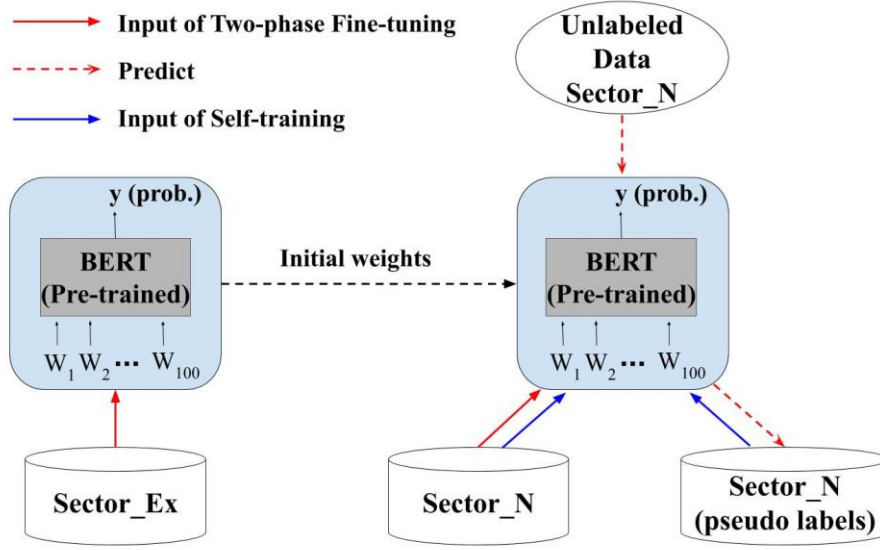 Input of Two-phase Fine-tuning
Predict
Input of Self-training
Unlabeled
Data
Sector_N
y (prob.)
BERT
(Pre-trained)
W1 W2 ... W100
Initial weights
y (prob.)
BERT
(Pre-trained)
W1 W2 ... W100
Sector_Ex
Sector_N
Sector_N
(pseudo labels)